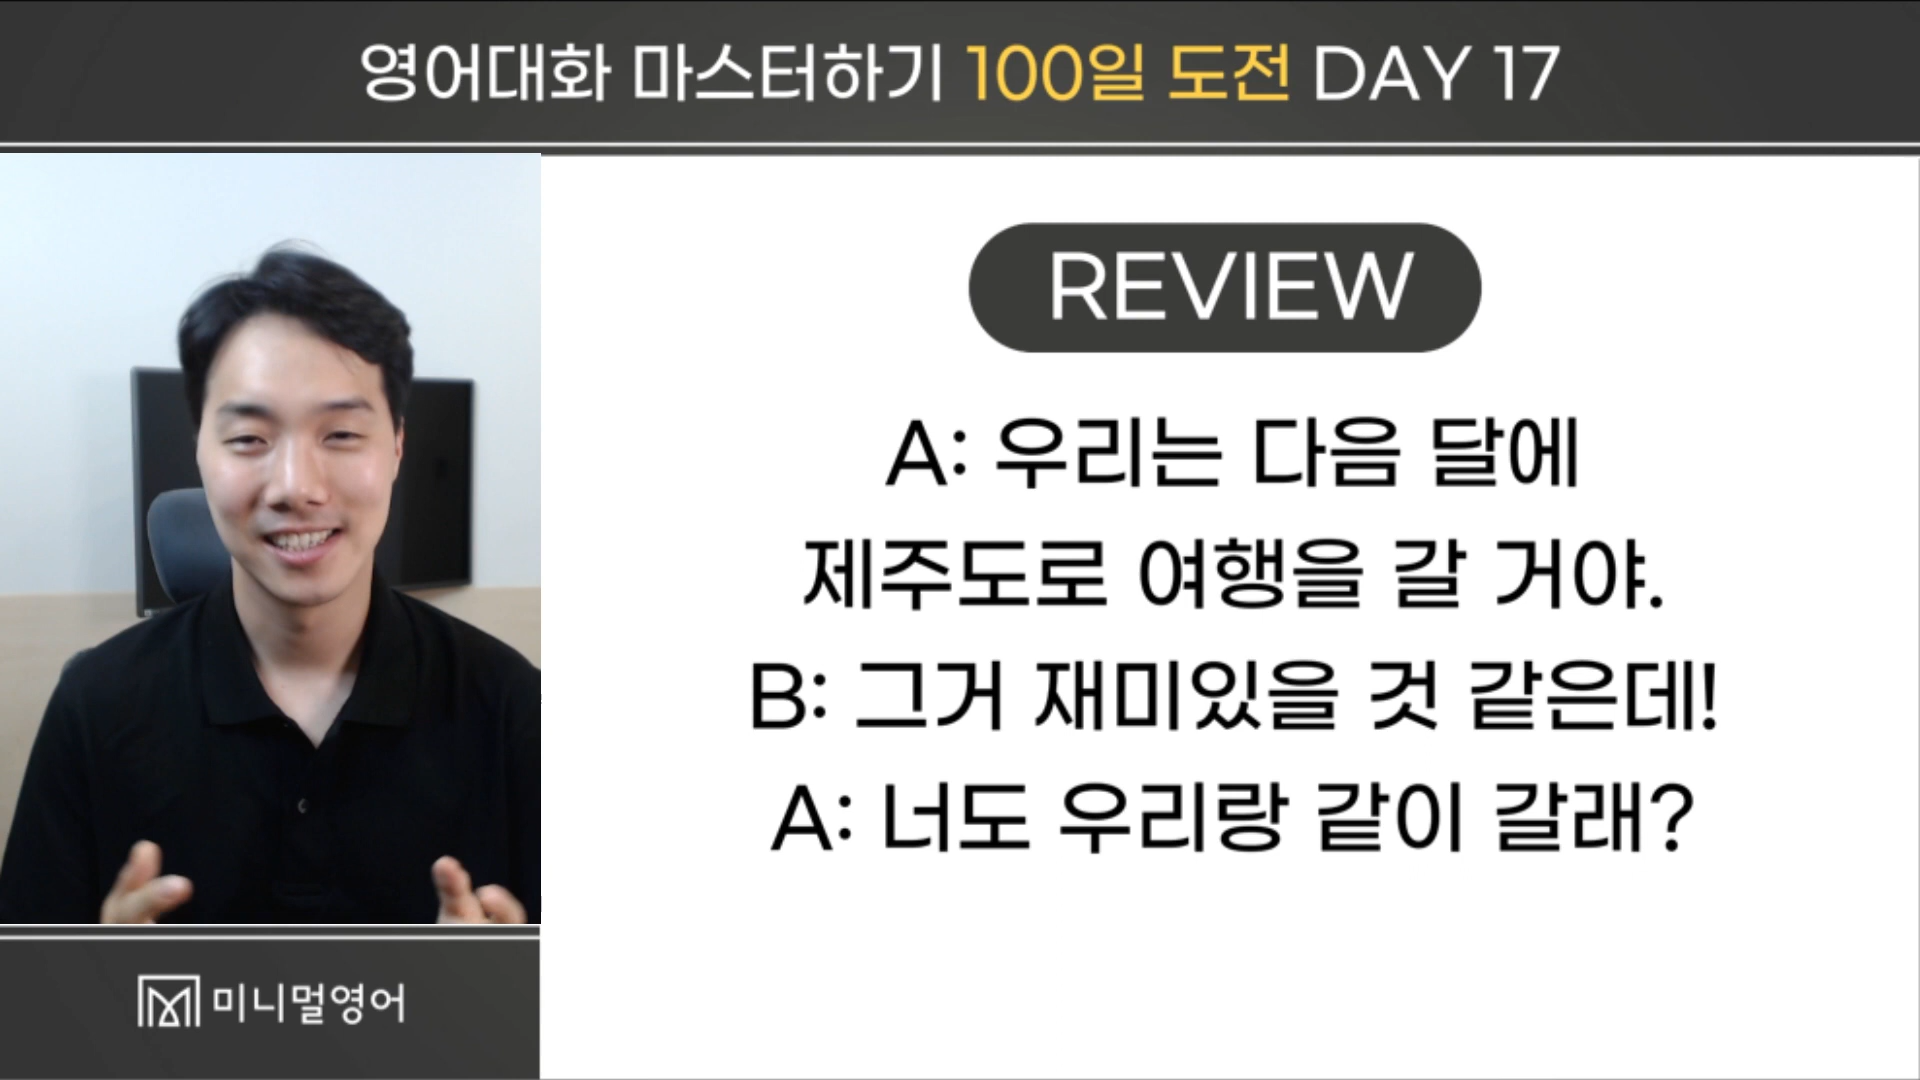 영어대화 마스터하기 100일 도전 DAY 17
REVIEW
A: 우리는 다음 달에
제주도로 여행을 갈 거야.
B: 그거 재미있을 것 같은데!
A: 너도 우리랑 같이 갈래?
미니멀영어